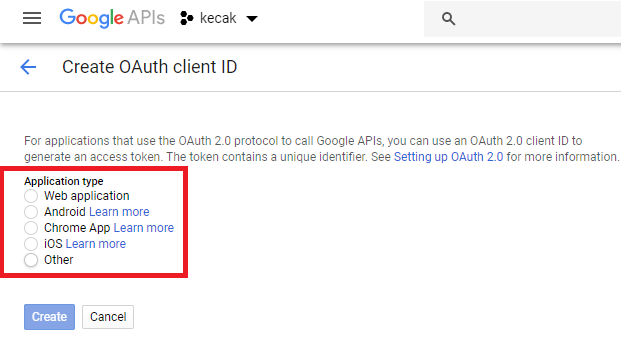 Google APIs kecak
Create OAuth client ID
For applications that use the OAuth 2.0 protocol to call Google APIs, you can use an OAuth 2.0 client ID to
generate an access token. The token contains a unique identifier. See Setting up OAuth 2.0 for more information.
Application type
Web application
Android Learn more
Chrome App Learn more
iOS Learn more
Other
Create Cancel